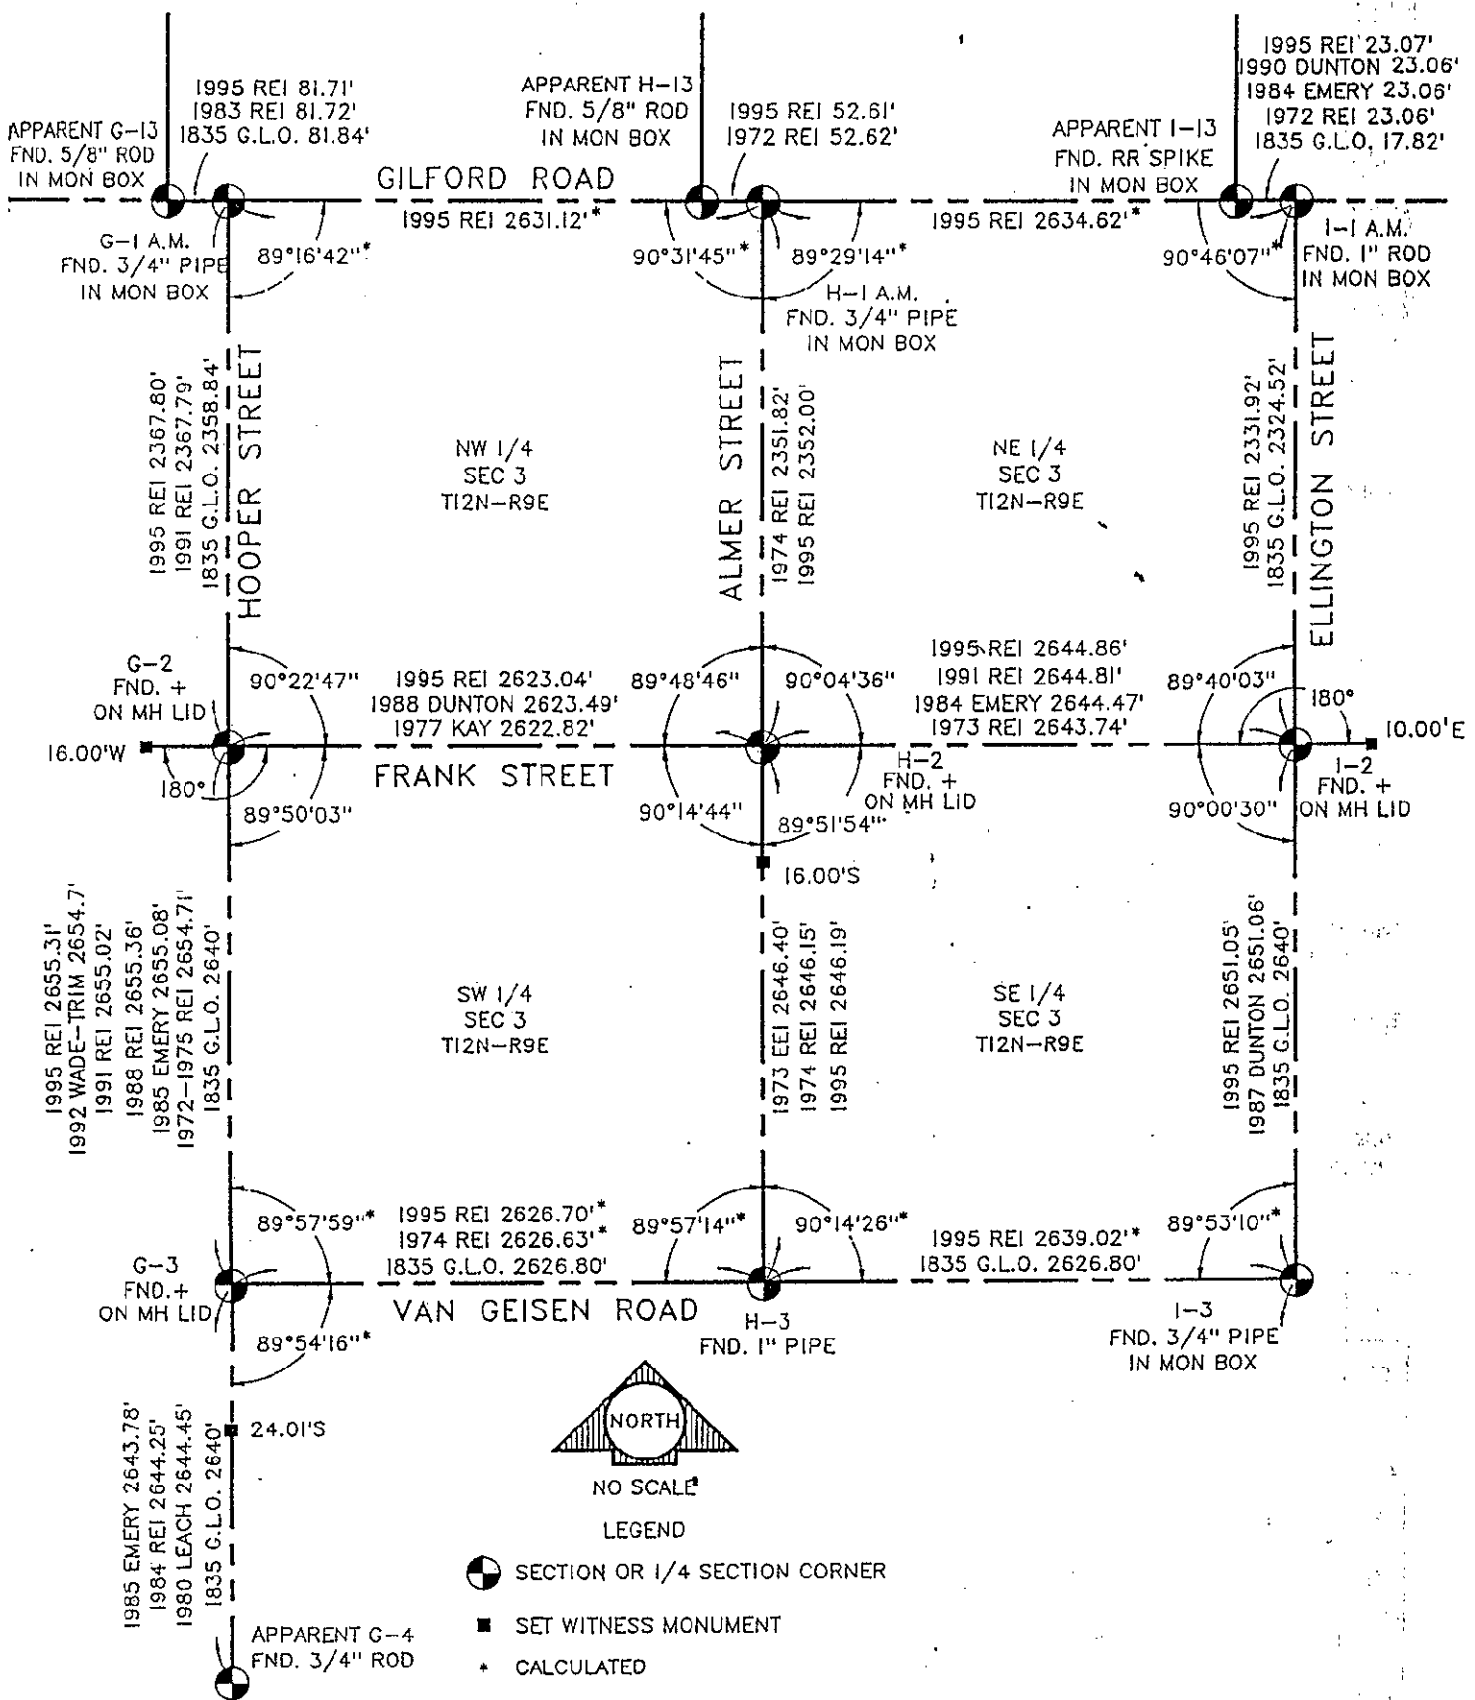 1995 REI 81.71'
1983 REI 81.72'
1835 G.L.O. 81.84'
APPARENT G-13
FND. 5/8" ROD
IN MON BOX
APPARENT H-13
FND. 5/8" ROD
IN MON BOX
1995 REI 52.61'
1972 REI 52.62'
APPARENT I-13
FND. RR SPIKE
IN MON BOX
1995 REI 23.07'
1990 DUNTON 23.06'
1984 EMERY 23.06'
1972 REI 23.06'
1835 G.L.O. 17.82'
GILFORD ROAD
1995 REI 2631.12'*
1995 REI 2634.62'*
G-1 A.M.
FND. 3/4" PIPE
IN MON BOX
89°16'42"*
90°31'45"*
89°29'14"*
H-1 A.M.
FND. 3/4" PIPE
IN MON BOX
90°46'07"*
I-1 A.M.
FND. 1" ROD
IN MON BOX
1995 REI 2367.80'
1991 REI 2367.79'
1835 G.L.O. 2358.84'
HOOPER STREET
NW 1/4
SEC 3
T12N-R9E
ALMER STREET
1974 REI 2351.82'
1995 REI 2352.00'
NE 1/4
SEC 3
T12N-R9E
1995 REI 2331.92'
1835 G.L.O. 2324.52'
ELLINGTON STREET
G-2
FND. +
ON MH LID
90°22'47"
1995 REI 2623.04'
1988 DUNTON 2623.49'
1977 KAY 2622.82'
89°48'46"
90°04'36"
1995 REI 2644.86'
1991 REI 2644.81'
1984 EMERY 2644.47'
1973 REI 2643.74'
89°40'03"
180°
10.00'E
16.00'W
180°
FRANK STREET
H-2
FND. +
ON MH LID
I-2
FND. +
ON MH LID
89°50'03"
90°14'44"
89°51'54"
90°00'30"
16.00'S
1995 REI 2655.31'
1992 WADE-TRIM 2654.7'
1991 REI 2655.02'
1988 REI 2655.36'
1985 EMERY 2655.08'
1972-1975 REI 2654.71'
1835 G.L.O. 2640'
SW 1/4
SEC 3
T12N-R9E
1973 EEI 2646.40'
1974 REI 2646.15'
1995 REI 2646.19'
SE 1/4
SEC 3
T12N-R9E
1995 REI 2651.05'
1987 DUNTON 2651.06'
1835 G.L.O. 2640'
89°57'59"*
1995 REI 2626.70'*
1974 REI 2626.63'*
1835 G.L.O. 2626.80'
89°57'14"*
90°14'26"*
1995 REI 2639.02'*
1835 G.L.O. 2626.80'
89°53'10"*
G-3
FND. +
ON MH LID
VAN GEISEN ROAD
H-3
FND. 1" PIPE
I-3
FND. 3/4" PIPE
IN MON BOX
89°54'16"*
24.01'S
1985 EMERY 2643.78'
1984 REI 2644.25'
1980 LEACH 2644.45'
1835 G.L.O. 2640'
APPARENT G-4
FND. 3/4" ROD
NORTH
NO SCALE
LEGEND
SECTION OR 1/4 SECTION CORNER
SET WITNESS MONUMENT
* CALCULATED